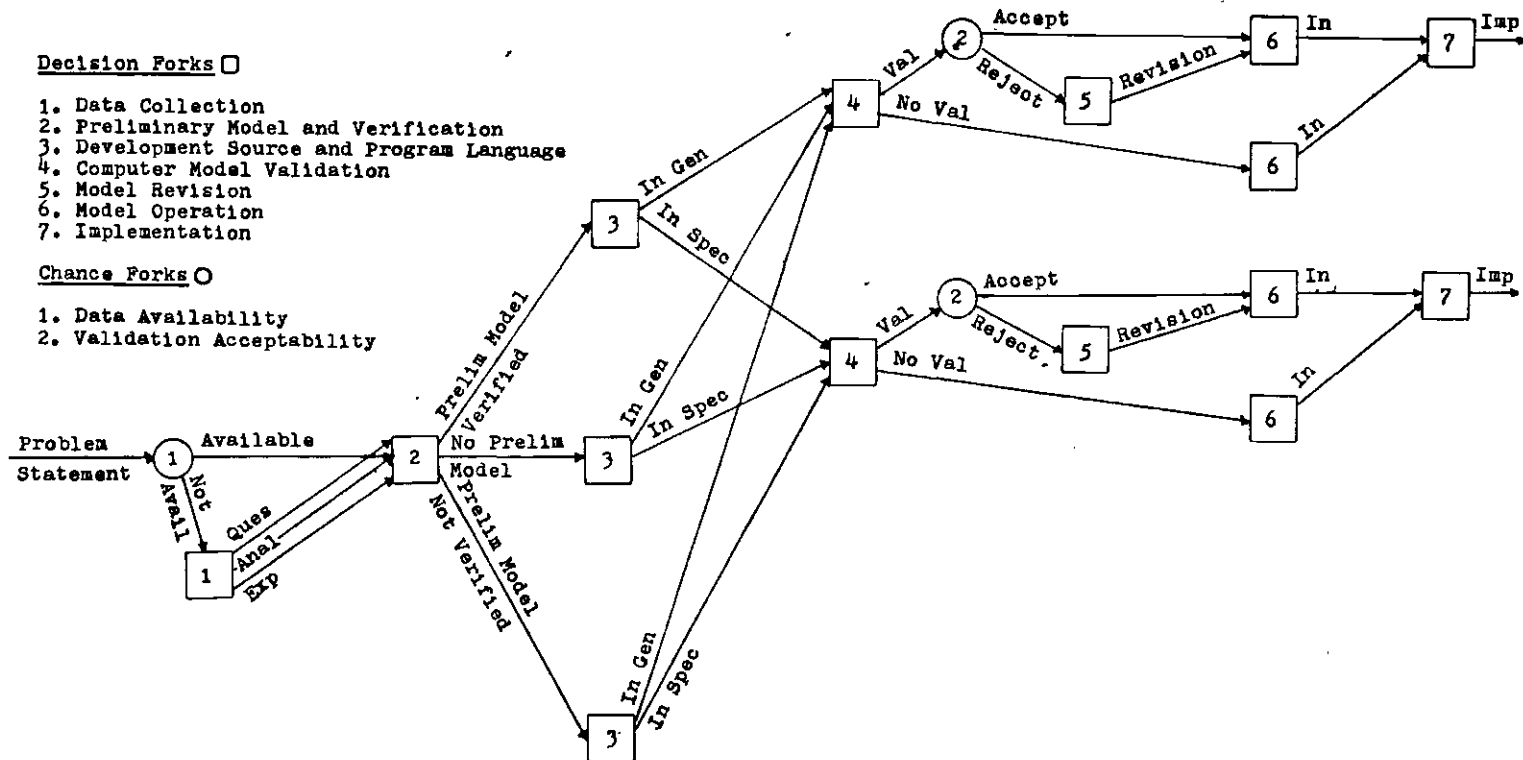 Decision Forks
1. Data Collection
2. Preliminary Model and Verification
3. Development Source and Program Language
4. Computer Model Validation
5. Model Revision
6. Model Operation
7. Implementation
Chance Forks
1. Data Availability
2. Validation Acceptability
Problem
Statement
1
Available
Not
Avail
1
Ques
Anal
Exp
2
Prelim Model
Verified
No Prelim
Model
Prelim Model
Not Verified
3
In Gen
In Spec
3
In Gen
In Spec
3
In Gen
In Spec
4
Val
No Val
2
Accept
Reject
5
Revision
6
In
6
In
7
Imp
4
Val
No Val
2
Accept
Reject
5
Revision
6
In
6
In
7
Imp